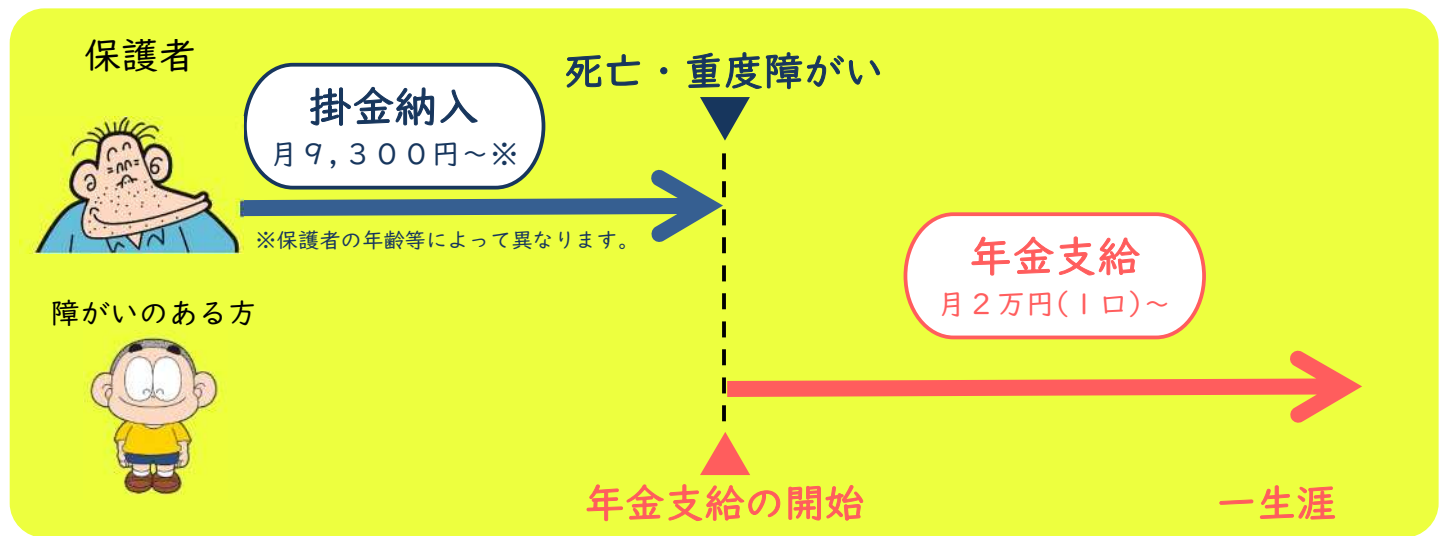 保護者
死亡・重度障がい
掛金納入
月９,３００円～※
※保護者の年齢等によって異なります。
年金支給
月２万円(１口)～
障がいのある方
年金支給の開始
一生涯